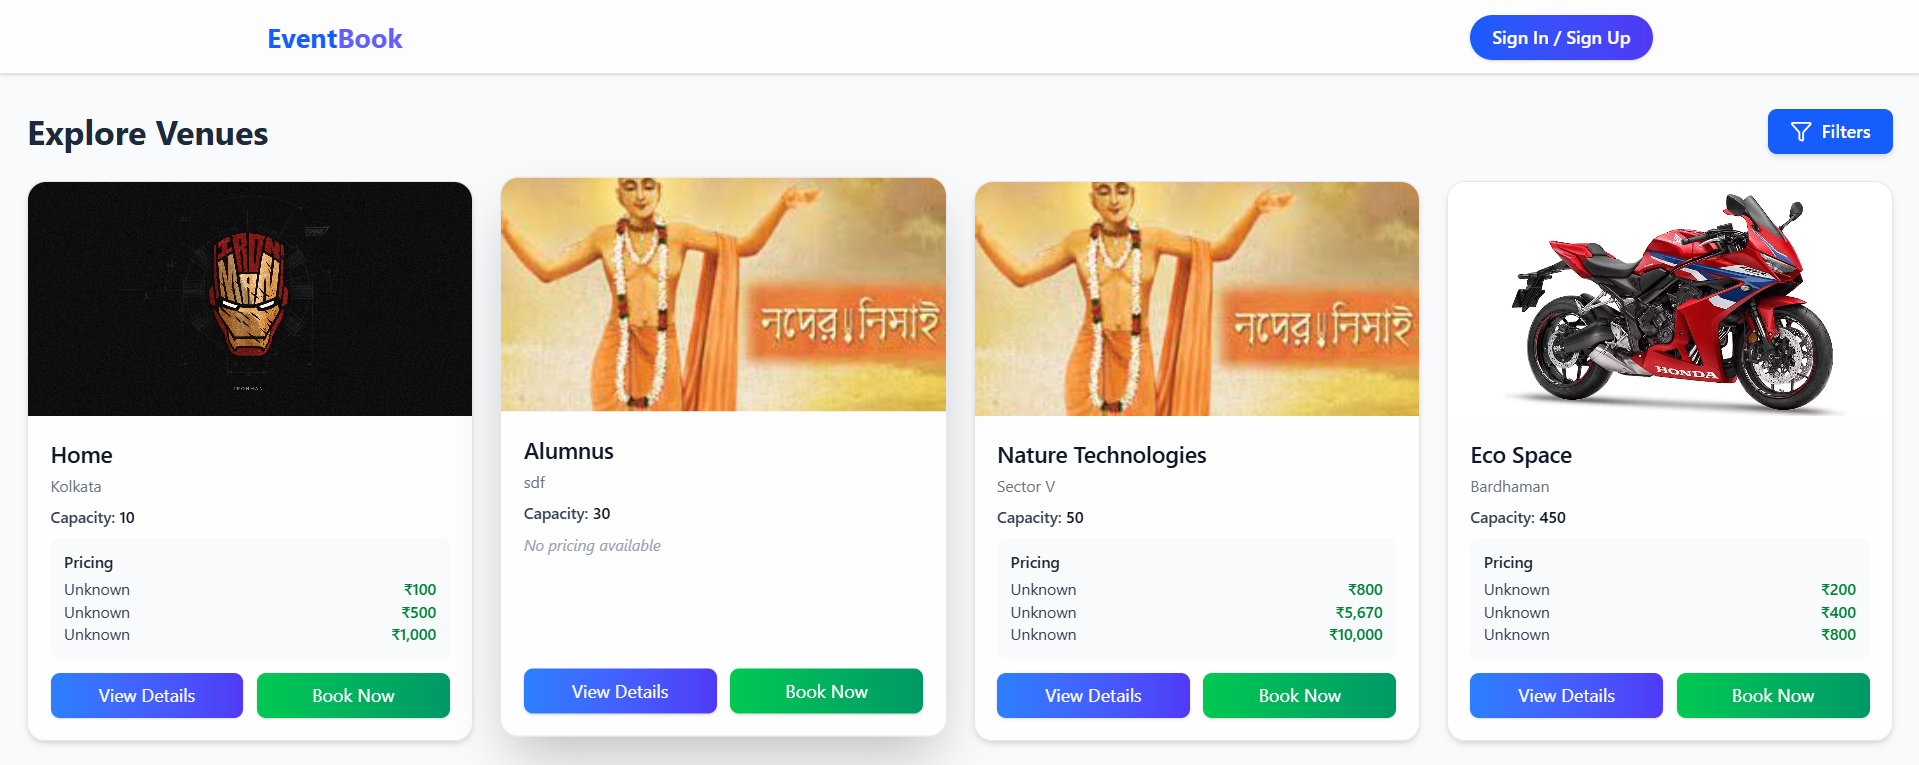 EventBook
Sign In / Sign Up
Explore Venues
Filters
IRON
MAN
IRONMAN
Home
Kolkata
Capacity: 10
Pricing
Unknown ₹100
Unknown ₹500
Unknown ₹1,000
View Details
Book Now
নদের নিমাই
Alumnus
sdf
Capacity: 30
No pricing available
View Details
Book Now
নদের নিমাই
Nature Technologies
Sector V
Capacity: 50
Pricing
Unknown ₹800
Unknown ₹5,670
Unknown ₹10,000
View Details
Book Now
HONDA
Eco Space
Bardhaman
Capacity: 450
Pricing
Unknown ₹200
Unknown ₹400
Unknown ₹800
View Details
Book Now